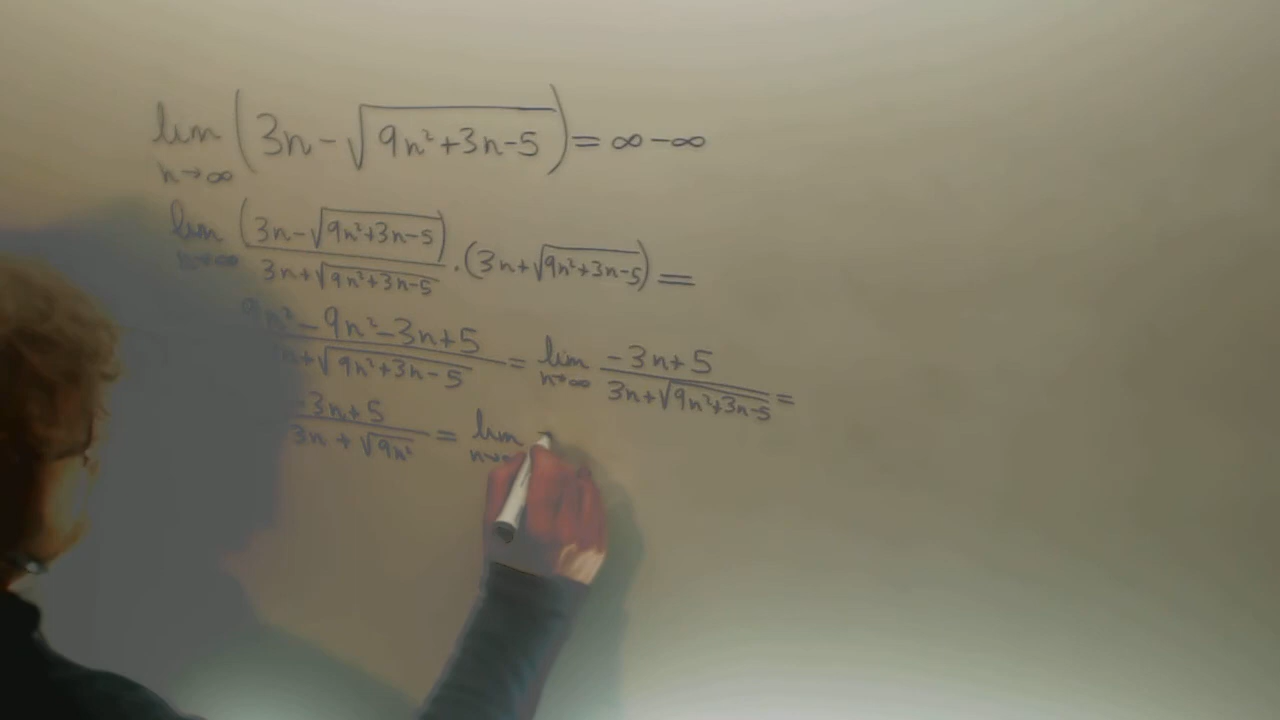 lim n→∞ (3n-√(9n²+3n-5)) = ∞-∞
lim n→∞ (3n-√(9n²+3n-5))/(3n+√(9n²+3n-5)) · (3n+√(9n²+3n-5)) =
(9n²-9n²-3n+5)/(n+√(9n²+3n-5)) = lim n→∞ (-3n+5)/(3n+√(9n²+3n-5)) =
(-3n+5)/(3n+√(9n²)) = lim